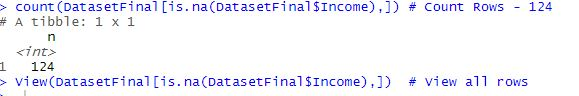 > count(DatasetFinal[is.na(DatasetFinal$Income),]) # Count Rows - 124
# A tibble: 1 x 1
n
<int>
1 124
> View(DatasetFinal[is.na(DatasetFinal$Income),]) # View all rows
>